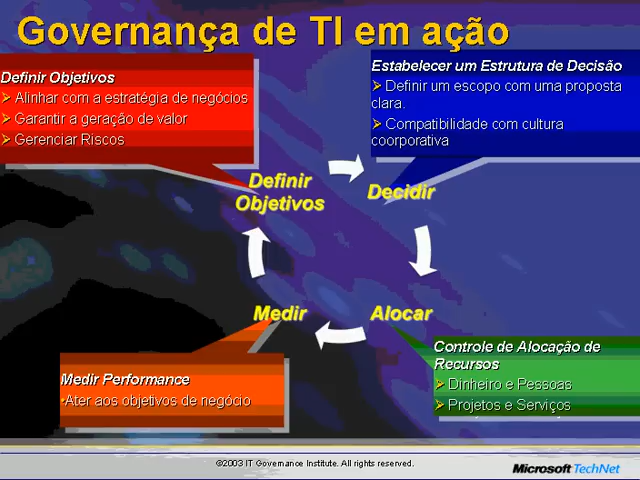 Governança de TI em ação
Definir Objetivos
Alinhar com a estratégia de negócios
Garantir a geração de valor
Gerenciar Riscos
Estabelecer um Estrutura de Decisão
Definir um escopo com uma proposta
clara.
Compatibilidade com cultura
coorporativa
Definir
Objetivos
Decidir
Medir
Alocar
Medir Performance
•Ater aos objetivos de negócio
Controle de Alocação de
Recursos
Dinheiro e Pessoas
Projetos e Serviços
©2003 IT Governance Institute. All rights reserved.
Microsoft TechNet